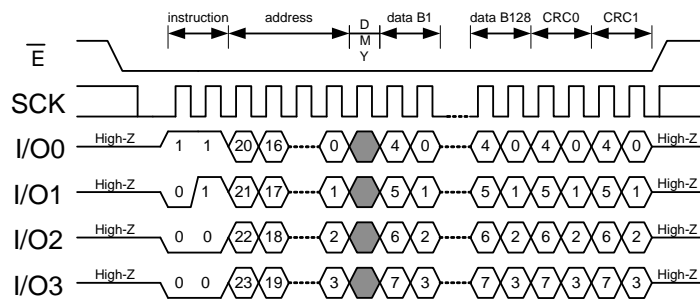 instruction address D M Y data B1 data B128 CRC0 CRC1
E
SCK
I/O0 High-Z 1 1 20 16 0 4 0 4 0 4 0 4 0 High-Z
I/O1 High-Z 0 1 21 17 1 5 1 5 1 5 1 5 1 High-Z
I/O2 High-Z 0 0 22 18 2 6 2 6 2 6 2 6 2 High-Z
I/O3 High-Z 0 0 23 19 3 7 3 7 3 7 3 7 3 High-Z